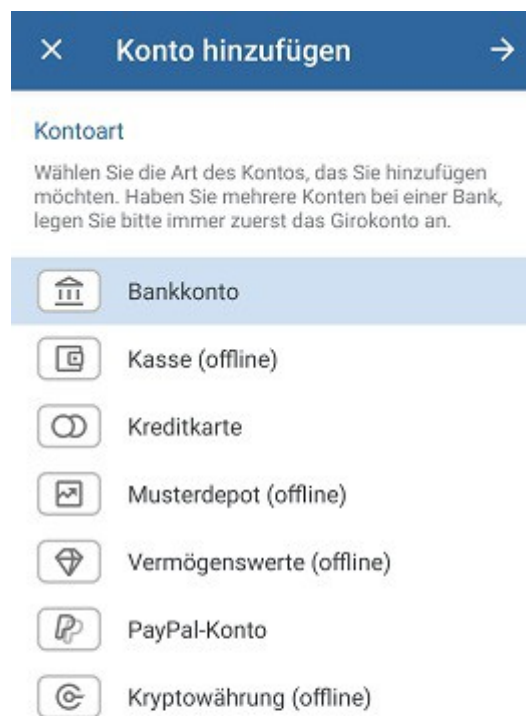 Konto hinzufügen
Kontoart
Wählen Sie die Art des Kontos, das Sie hinzufügen
möchten. Haben Sie mehrere Konten bei einer Bank,
legen Sie bitte immer zuerst das Girokonto an.
Bankkonto
Kasse (offline)
Kreditkarte
Musterdepot (offline)
Vermögenswerte (offline)
PayPal-Konto
Kryptowährung (offline)